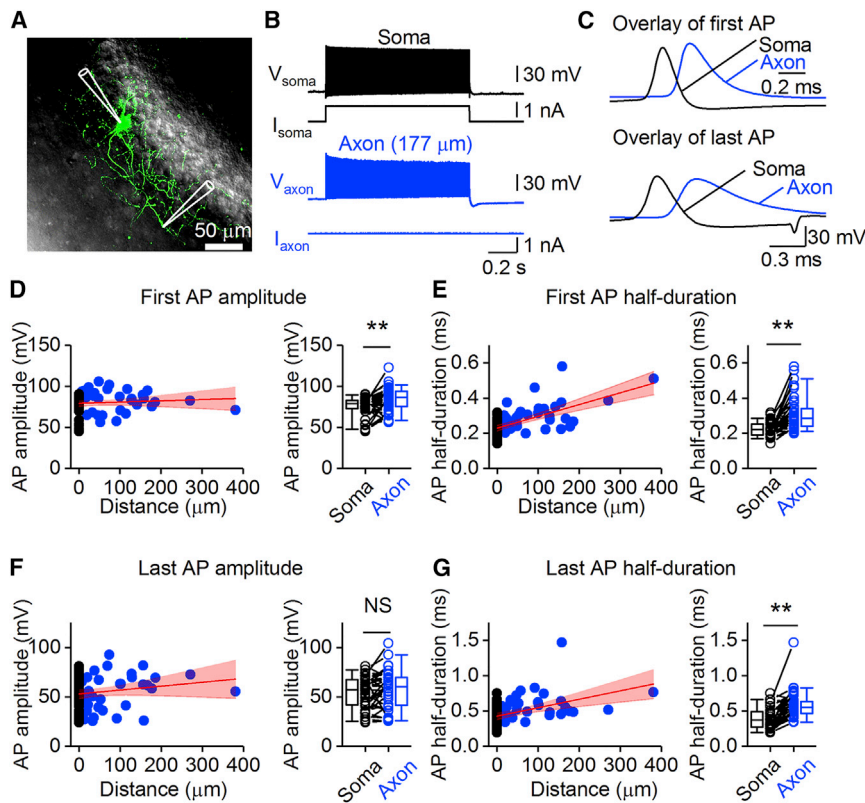 A
50 μm
B
Soma
Vsoma
30 mV
Isoma
1 nA
Axon (177 μm)
Vaxon
30 mV
Iaxon
1 nA
0.2 s
C
Overlay of first AP
Soma
Axon
0.2 ms
Overlay of last AP
Soma
Axon
30 mV
0.3 ms
D
First AP amplitude
AP amplitude (mV)
150
100
50
0
0 100 200 300 400
Distance (μm)
AP amplitude (mV)
150
100
50
0
**
Soma
Axon
E
First AP half-duration
AP half-duration (ms)
0.6
0.4
0.2
0.0
0 100 200 300 400
Distance (μm)
AP half-duration (ms)
0.6
0.4
0.2
0.0
**
Soma
Axon
F
Last AP amplitude
AP amplitude (mV)
100
50
0
0 100 200 300 400
Distance (μm)
AP amplitude (mV)
100
50
0
NS
Soma
Axon
G
Last AP half-duration
AP half-duration (ms)
1.5
1.0
0.5
0.0
0 100 200 300 400
Distance (μm)
AP half-duration (ms)
1.5
1.0
0.5
0.0
**
Soma
Axon